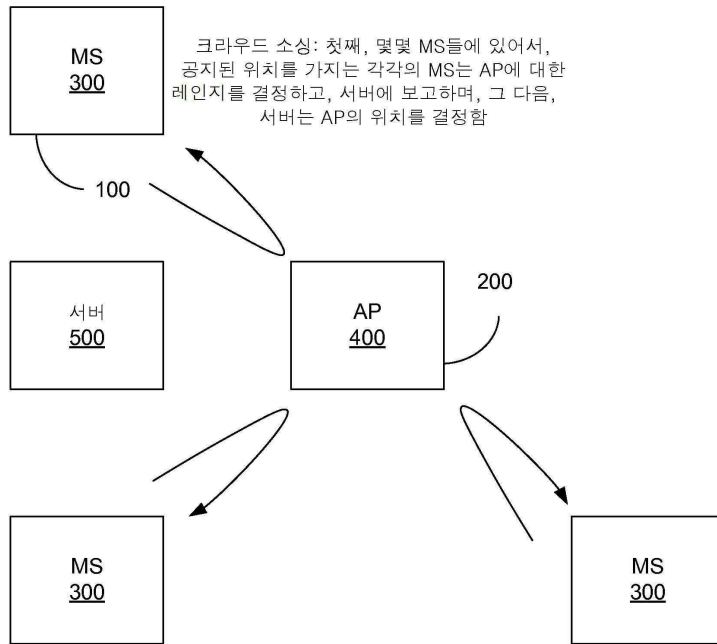 MS
300
크라우드 소싱: 첫째, 몇몇 MS들에 있어서,
공지된 위치를 가지는 각각의 MS는 AP에 대한
레인지를 결정하고, 서버에 보고하며, 그 다음,
서버는 AP의 위치를 결정함
100
서버
500
AP
400
200
MS
300
MS
300